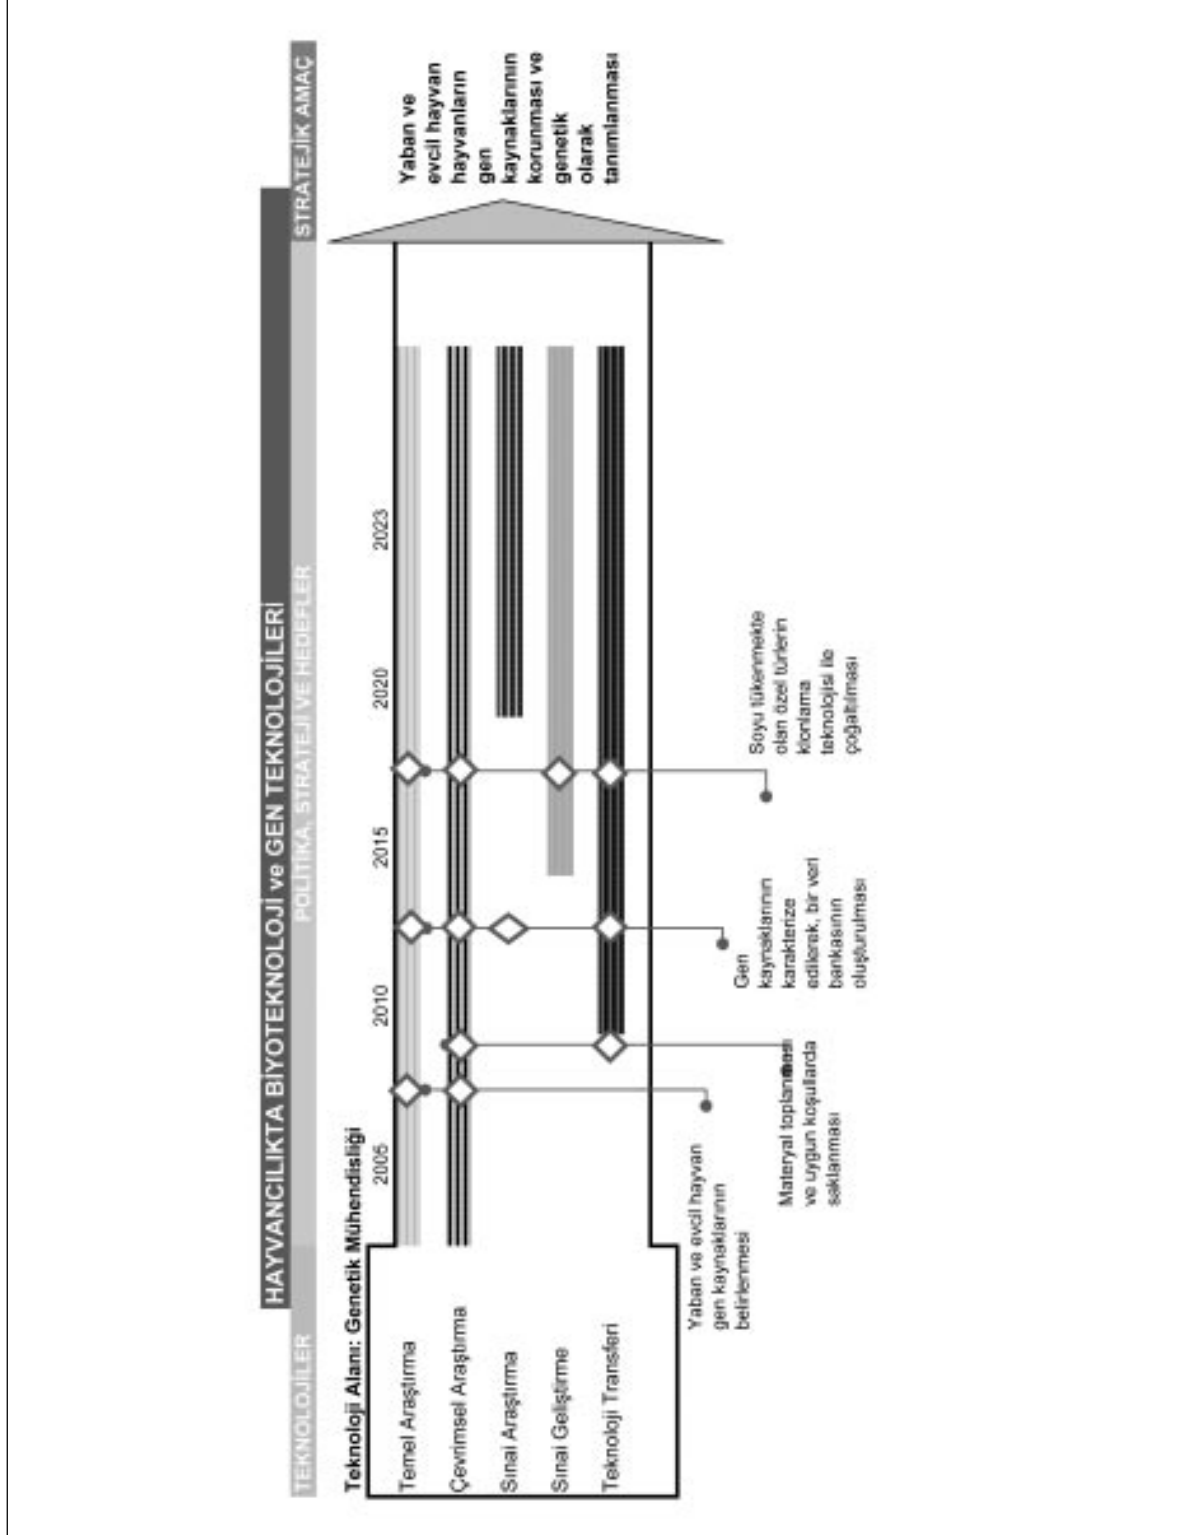 HAYVANCILIKTA BİYOTEKNOLOJİ ve GEN TEKNOLOJİLERİ
TEKNOLOJİLER
POLİTİKA, STRATEJİ VE HEDEFLER
STRATEJİK AMAÇ
Teknoloji Alanı: Genetik Mühendisliği
2005
2010
2015
2020
2023
Temel Araştırma
Çevrimsel Araştırma
Sınai Araştırma
Sınai Geliştirme
Teknoloji Transferi
Yaban ve
evcil hayvan
hayvanların
gen
kaynaklarının
korunması ve
genetik
olarak
tanımlanması
Yaban ve evcil hayvan
gen kaynaklarının
belirlenmesi
Materyal toplanması
ve uygun koşullarda
saklanması
Gen
kaynaklarının
karakterize
edilerek, bir veri
bankasının
oluşturulması
Soyu tükenmekte
olan özel türlerin
klonlama
teknolojisi ile
çoğaltılması